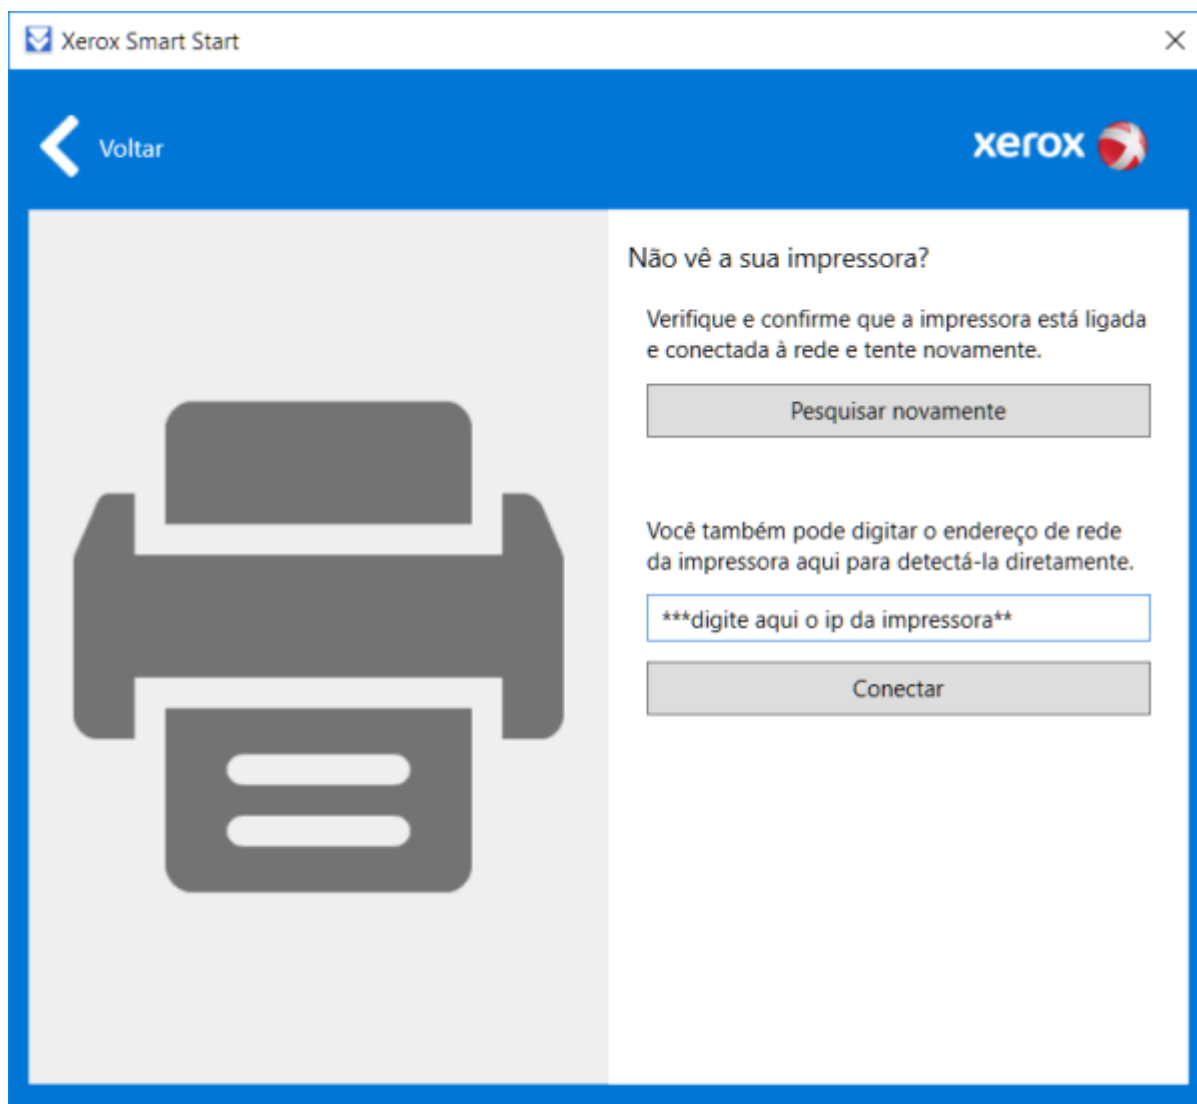 Xerox Smart Start
Voltar
xerox
Não vê a sua impressora?
Verifique e confirme que a impressora está ligada
e conectada à rede e tente novamente.
Pesquisar novamente
Você também pode digitar o endereço de rede
da impressora aqui para detectá-la diretamente.
***digite aqui o ip da impressora**
Conectar